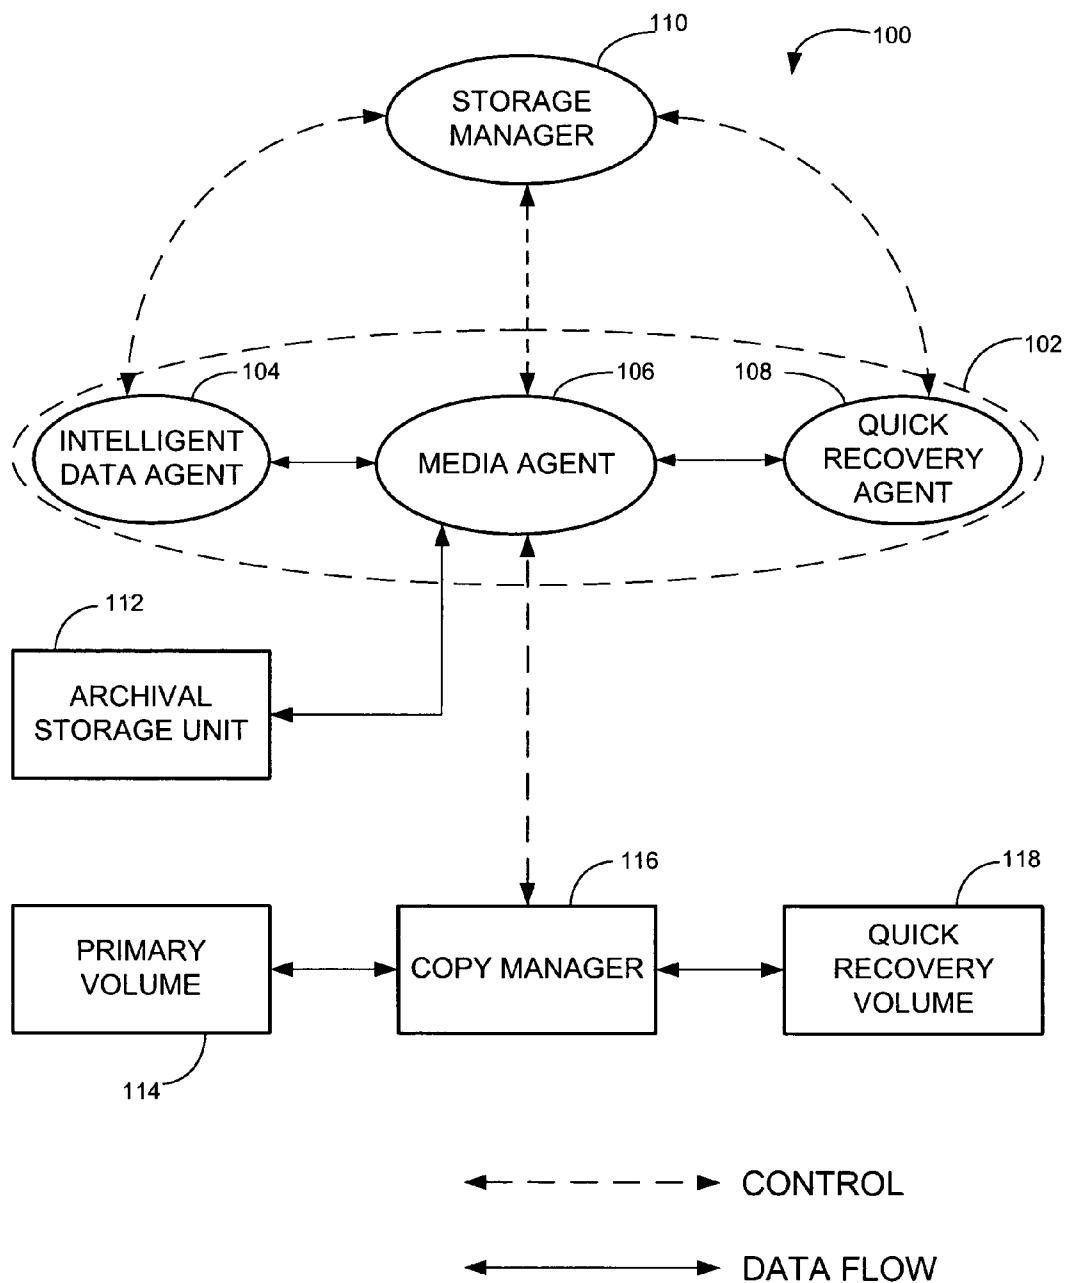 110
100
STORAGE
MANAGER
102
104
106
108
INTELLIGENT
DATA AGENT
MEDIA AGENT
QUICK
RECOVERY
AGENT
112
ARCHIVAL
STORAGE UNIT
116
118
PRIMARY
VOLUME
COPY MANAGER
QUICK
RECOVERY
VOLUME
114
CONTROL
DATA FLOW